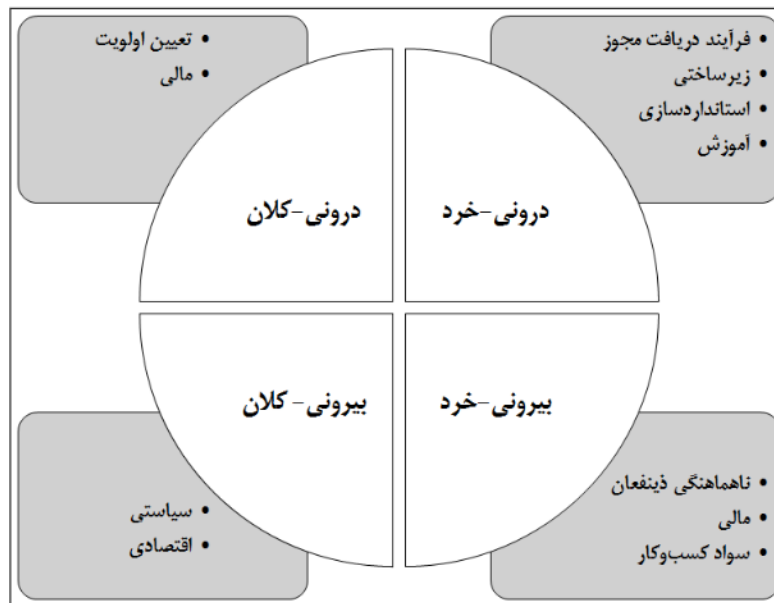 • فرآیند دریافت مجوز
• زیرساختی
• استانداردسازی
• آموزش
• تعیین اولویت
• مالی
درونی-خرد
درونی-کلان
بیرونی-خرد
بیرونی- کلان
• ناهماهنگی ذینفعان
• مالی
• سواد کسب‌وکار
• سیاستی
• اقتصادی